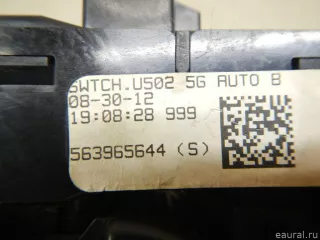 SWTCH.U502 5G AUTO B
08-30-12
19:08:28 999
563965644 (S)
eaural.ru©